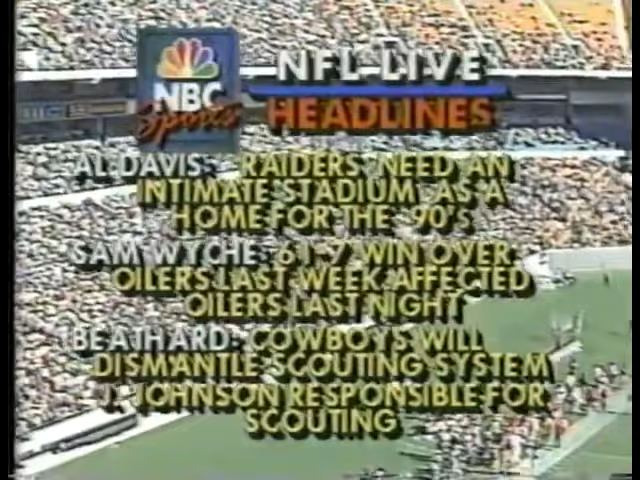 NBC
Sports
NFL LIVE
HEADLINES
AL DAVIS: RAIDERS NEED AN
INTIMATE STADIUM AS A
HOME FOR THE 90'S
SAM WYCHE: 61-7 WIN OVER
OILERS LAST WEEK AFFECTED
OILERS LAST NIGHT
BEATHARD: COWBOYS WILL
DISMANTLE SCOUTING SYSTEM
J. JOHNSON RESPONSIBLE FOR
SCOUTING